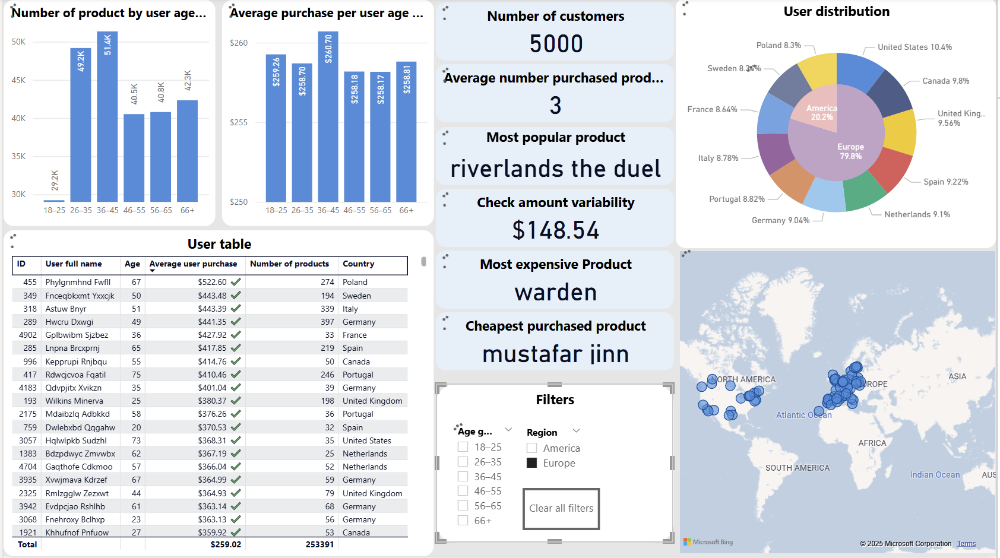 Number of product by user age...
50K
45K
40K
35K
30K
29.2K
49.2K
51.4K
40.5K
40.8K
42.3K
18–25 26–35 36–45 46–55 56–65 66+
Average purchase per user age ...
$260
$255
$250
$259.26
$258.70
$260.70
$258.18
$258.17
$258.81
18–25 26–35 36–45 46–55 56–65 66+
Number of customers
5000
Average number purchased prod...
3
Most popular product
riverlands the duel
Check amount variability
$148.54
Most expensive Product
warden
Cheapest purchased product
mustafar jinn
User distribution
Poland 8.3%
United States 10.4%
Sweden 8.34%
Canada 9.8%
France 8.64%
United King...
9.56%
America
20.2%
Europe
79.8%
Italy 8.78%
Spain 9.22%
Portugal 8.82%
Netherlands 9.1%
Germany 9.04%
User table
ID User full name Age Average user purchase Number of products Country
455 Phylgnmhnd Fwfll 67 $522.60 274 Poland
349 Fnceqbkxmt Yxxcjk 50 $443.48 194 Sweden
318 Astuw Bnyr 51 $443.39 339 Italy
289 Hwcru Dxwgi 49 $441.35 397 Germany
4902 Gplbwibm Sjzbez 36 $427.92 33 France
285 Lnpna Brcxprnj 65 $417.85 219 Spain
996 Kepprupi Rnjbqu 55 $414.76 50 Canada
417 Rdwcjcvoa Fqatil 75 $410.46 246 Portugal
4183 Qdvpjitx Xvikzn 35 $401.04 39 Germany
193 Wilkins Minerva 25 $380.37 198 United Kingdom
2175 Mdaibzlq Adbkkd 58 $376.26 36 Portugal
759 Dwlebxbd Qqgahw 20 $370.53 32 Spain
3057 Hqlwlpkb Sudzhl 73 $368.31 35 United States
1383 Bdzpdwyc Zmvwbx 62 $367.19 25 Netherlands
4704 Gaqthofe Cdkmoo 57 $366.04 52 Netherlands
3935 Xvwjmava Kdrzef 67 $364.99 59 Germany
2325 Rmlzgglw Zezxwt 44 $364.93 79 United Kingdom
3942 Evdpcjao Rshlhb 61 $363.14 68 Germany
3068 Fnehroxy Bclhxp 23 $363.13 56 Germany
1921 Khhufnof Pnfuow 27 $359.92 53 Canada
Total $259.02 253391
Filters
Age g...
18–25
26–35
36–45
46–55
56–65
66+
Region
America
Europe
Clear all filters
NORTH AMERICA
EUROPE
ASIA
Atlantic Ocean
AFRICA
SOUTH AMERICA
Indian Ocean
AUS
Microsoft Bing
© 2025 Microsoft Corporation Terms